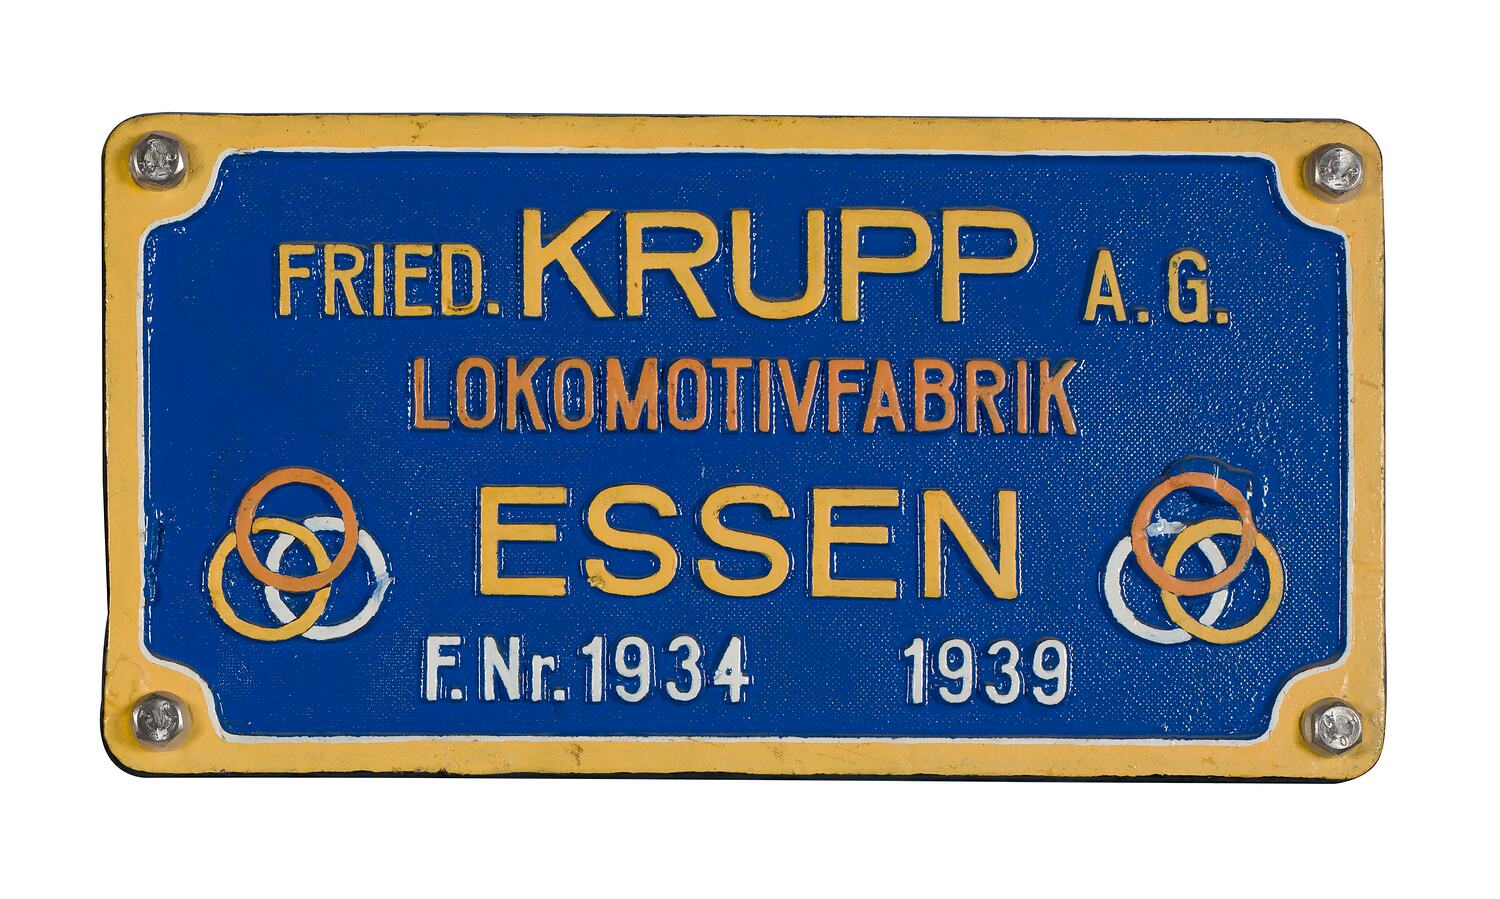 FRIED. KRUPP A.G.
LOKOMOTIVFABRIK
ESSEN
F.Nr.1934 1939